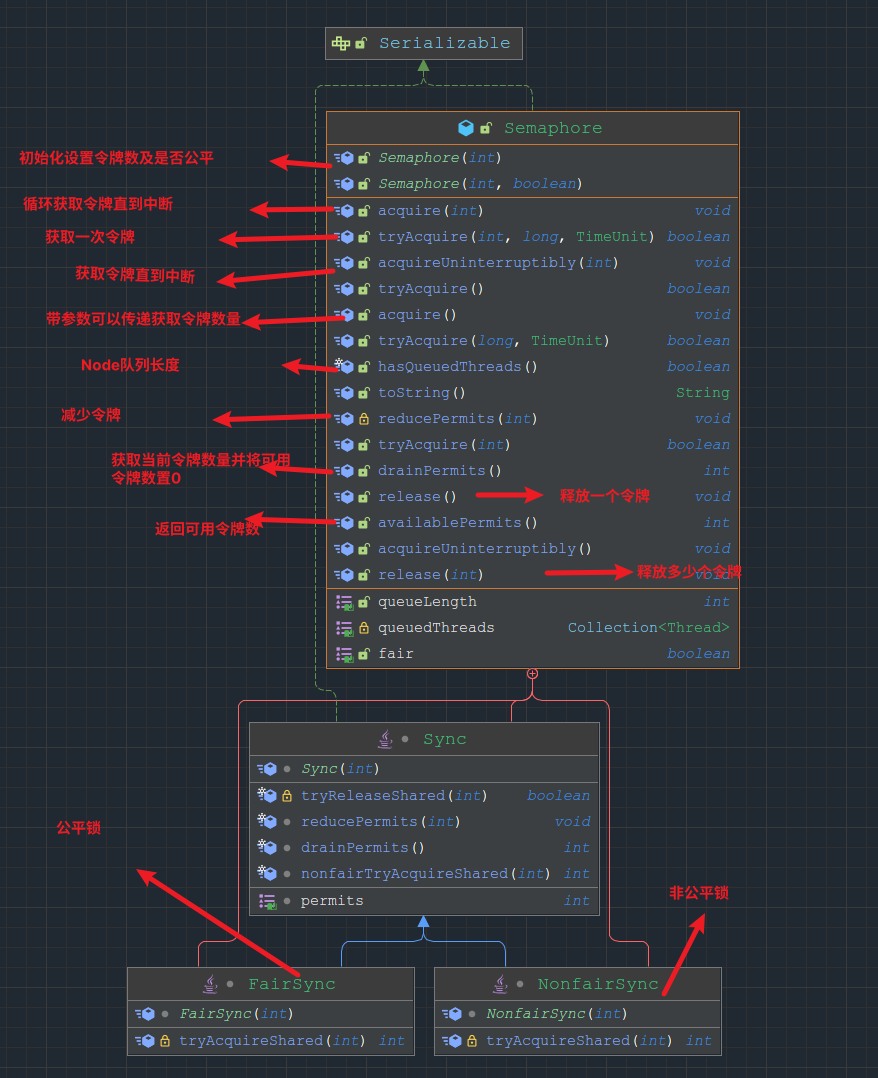 Serializable
Semaphore
初始化设置令牌数及是否公平
Semaphore(int)
Semaphore(int, boolean)
循环获取令牌直到中断
acquire(int) void
获取一次令牌
tryAcquire(int, long, TimeUnit) boolean
获取令牌直到中断
acquireUninterruptibly(int) void
tryAcquire() boolean
带参数可以传递获取令牌数量
acquire() void
tryAcquire(long, TimeUnit) boolean
Node队列长度
hasQueuedThreads() boolean
toString() String
减少令牌
reducePermits(int) void
tryAcquire(int) boolean
获取当前令牌数量并将可用
令牌数置0
drainPermits() int
release() 释放一个令牌 void
返回可用令牌数
availablePermits() int
acquireUninterruptibly() void
release(int) 释放多少个令牌 void
queueLength int
queuedThreads Collection<Thread>
fair boolean
Sync
Sync(int)
tryReleaseShared(int) boolean
reducePermits(int) void
drainPermits() int
nonfairTryAcquireShared(int) int
permits int
公平锁
非公平锁
FairSync
FairSync(int)
tryAcquireShared(int) int
NonfairSync
NonfairSync(int)
tryAcquireShared(int) int